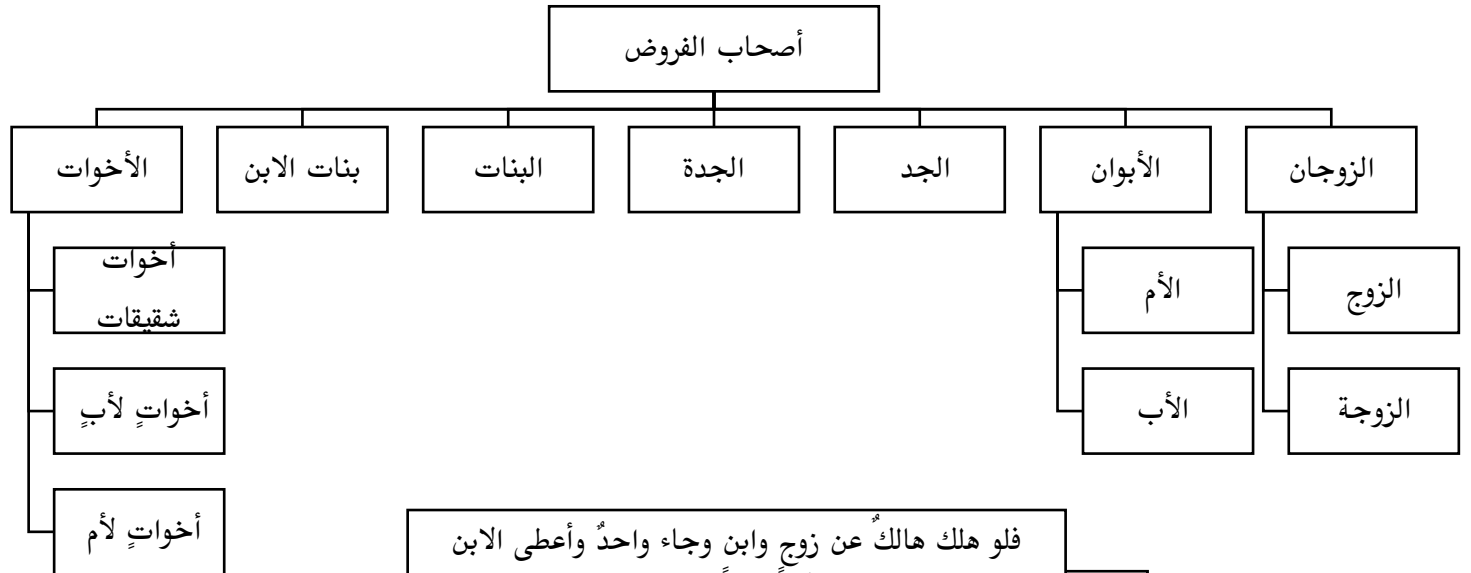 أصحاب الفروض
الزوجان
الأبوان
الجد
الجدة
البنات
بنات الابن
الأخوات
الزوج
الزوجة
الأم
الأب
أخوات
شقيقات
أخواتٍ لأبٍ
أخواتٍ لأم
فلو هلك هالكٌ عن زوجٍ وابنٍ وجاء واحدٌ وأعطى الابن